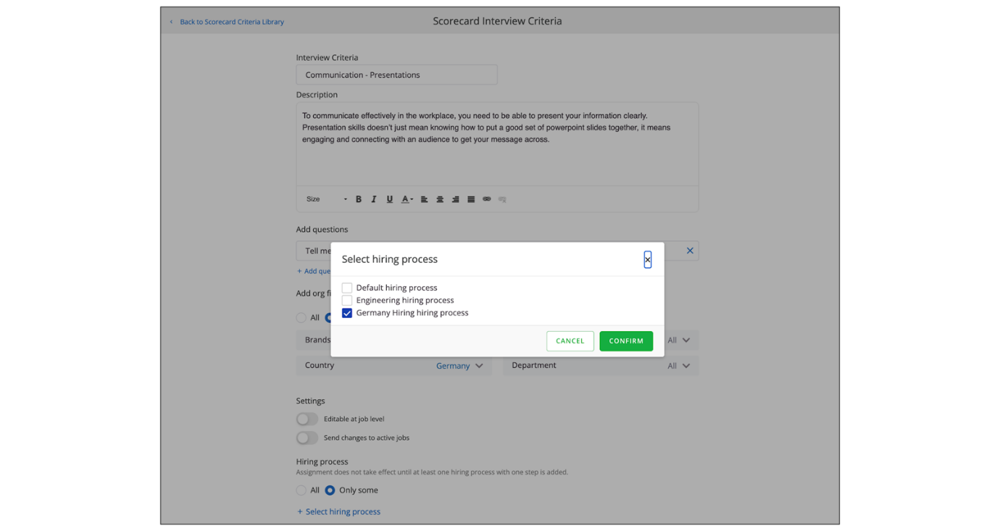 Back to Scorecard Criteria Library
Scorecard Interview Criteria
Interview Criteria
Communication - Presentations
Description
To communicate effectively in the workplace, you need to be able to present your information clearly.
Presentation skills doesn't just mean knowing how to put a good set of powerpoint slides together, it means
engaging and connecting with an audience to get your message across.
Size B I U A
Add questions
Tell me
+ Add que
Select hiring process
Default hiring process
Engineering hiring process
Germany Hiring hiring process
CANCEL CONFIRM
Add org fi
All
Brands All
Country Germany Department All
Settings
Editable at job level
Send changes to active jobs
Hiring process
Assignment does not take effect until at least one hiring process with one step is added.
All Only some
+ Select hiring process